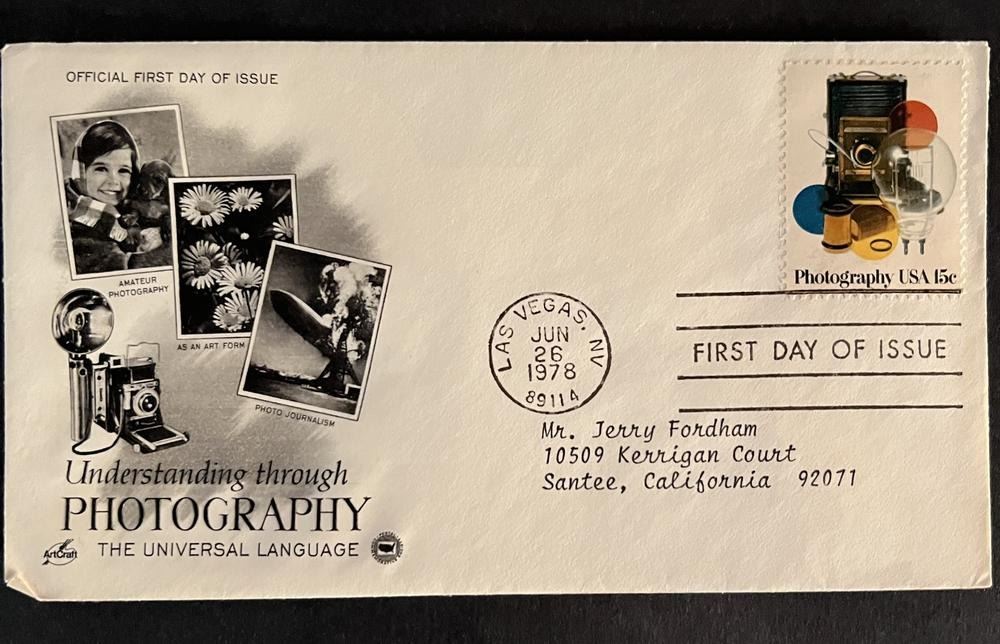 OFFICIAL FIRST DAY OF ISSUE
AMATEUR
PHOTOGRAPHY
AS AN ART FORM
PHOTO JOURNALISM
Understanding through
PHOTOGRAPHY
THE UNIVERSAL LANGUAGE
ArtCraft
Photography USA 15c
LAS VEGAS, NV
JUN
26
1978
89114
FIRST DAY OF ISSUE
Mr. Jerry Fordham
10509 Kerrigan Court
Santee, California 92071